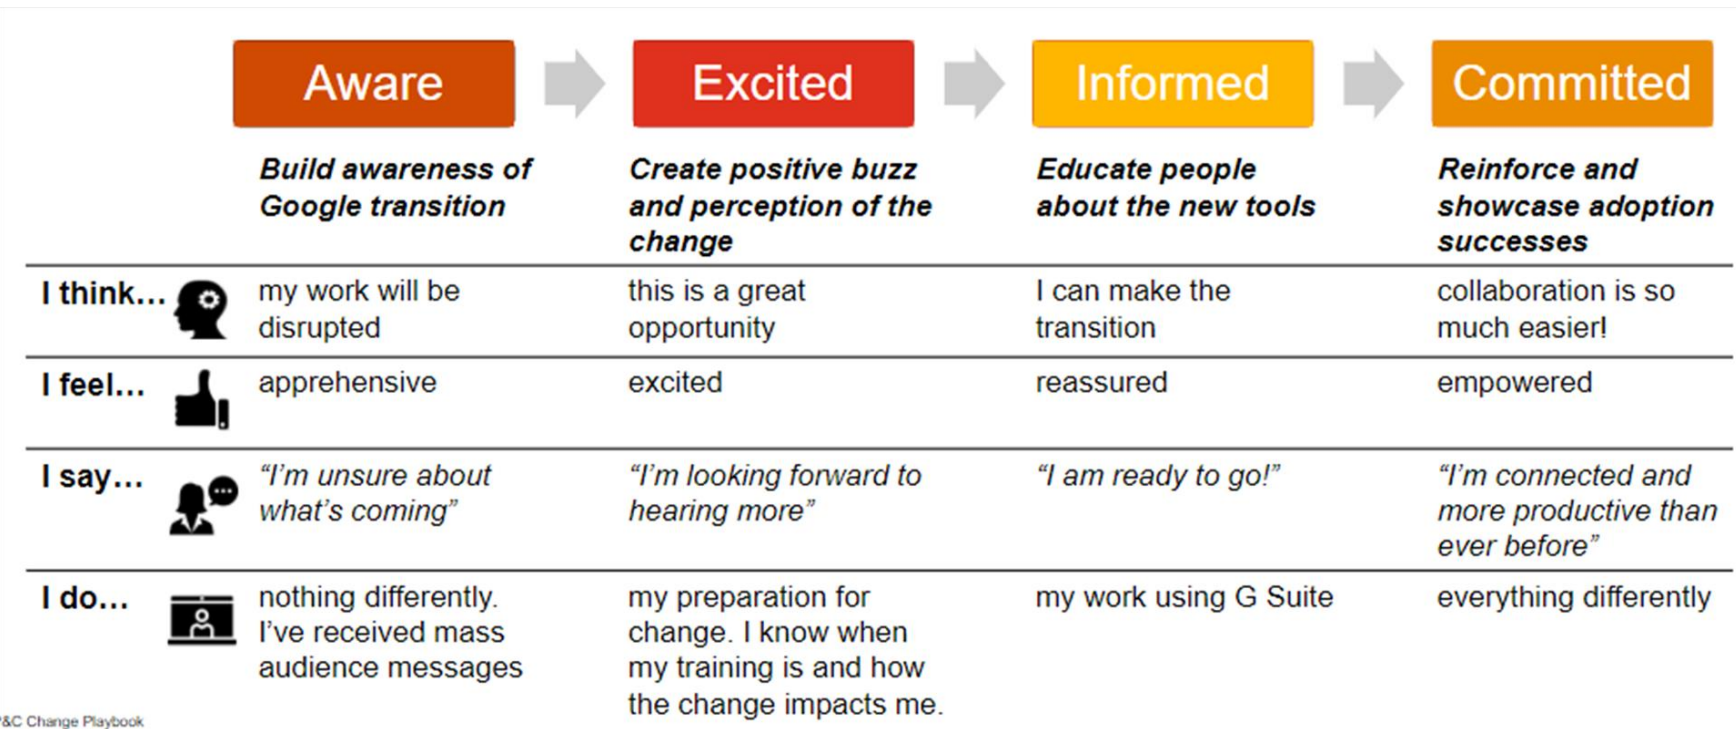 Aware
Excited
Informed
Committed
Build awareness of
Google transition
Create positive buzz
and perception of the
change
Educate people
about the new tools
Reinforce and
showcase adoption
successes
I think...
my work will be
disrupted
this is a great
opportunity
I can make the
transition
collaboration is so
much easier!
I feel...
apprehensive
excited
reassured
empowered
I say...
“I’m unsure about
what’s coming”
“I’m looking forward to
hearing more”
“I am ready to go!”
“I’m connected and
more productive than
ever before”
I do...
nothing differently.
I’ve received mass
audience messages
my preparation for
change. I know when
my training is and how
the change impacts me.
my work using G Suite
everything differently
&C Change Playbook